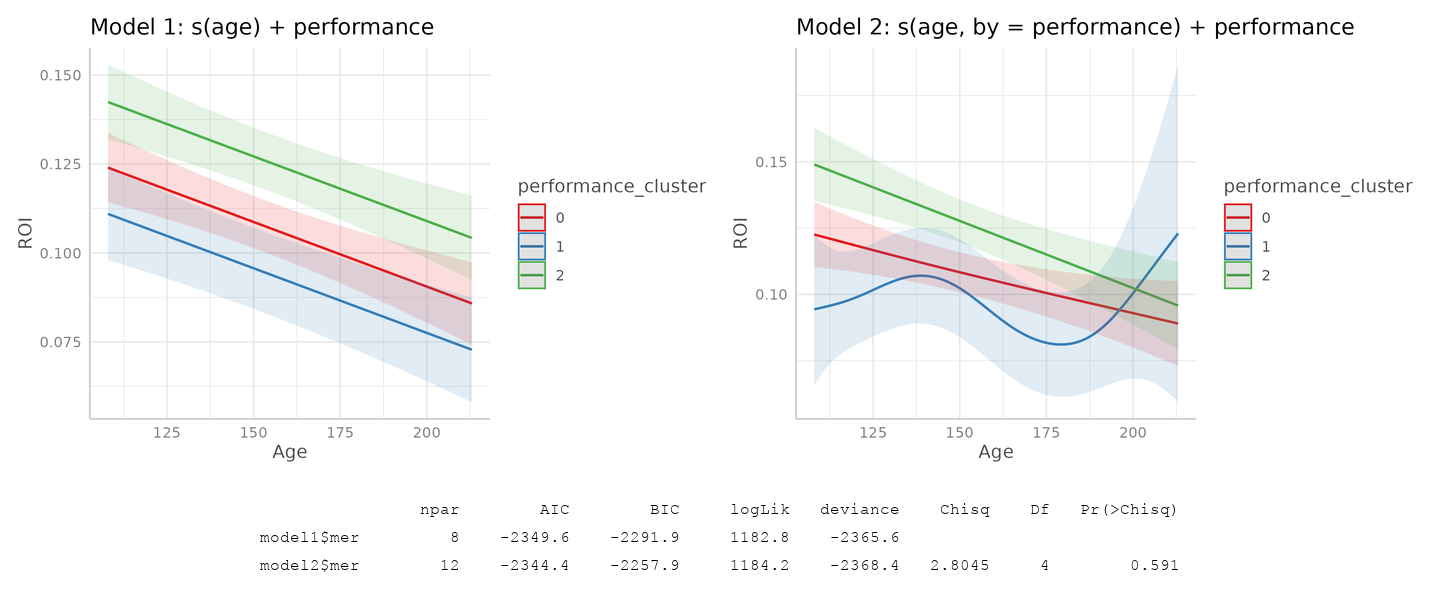 Model 1: s(age) + performance
0.150
0.125
0.100
0.075
ROI
125 150 175 200
Age
performance_cluster
0
1
2
Model 2: s(age, by = performance) + performance
0.15
0.10
ROI
125 150 175 200
Age
performance_cluster
0
1
2
npar AIC BIC logLik deviance Chisq Df Pr(>Chisq)
model1$mer 8 -2349.6 -2291.9 1182.8 -2365.6
model2$mer 12 -2344.4 -2257.9 1184.2 -2368.4 2.8045 4 0.591